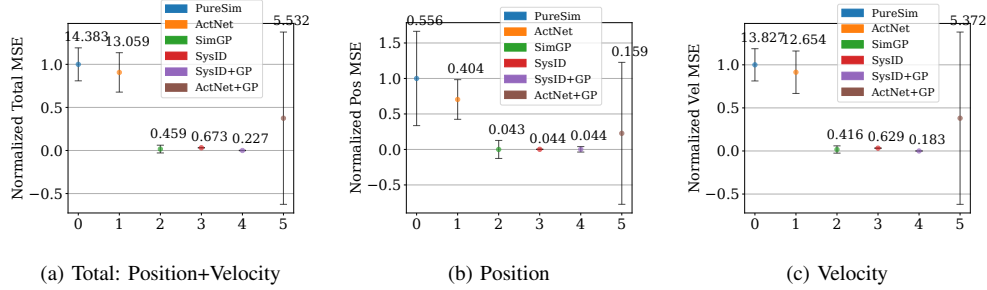 Normalized Total MSE
1.0
0.5
0.0
−0.5
14.383
13.059
0.459
0.673
0.227
5.532
PureSim
ActNet
SimGP
SysID
SysID+GP
ActNet+GP
0 1 2 3 4 5
(a) Total: Position+Velocity
Normalized Pos MSE
1.5
1.0
0.5
0.0
−0.5
0.556
0.404
0.043
0.044
0.044
0.159
PureSim
ActNet
SimGP
SysID
SysID+GP
ActNet+GP
0 1 2 3 4 5
(b) Position
Normalized Vel MSE
1.0
0.5
0.0
−0.5
13.827
12.654
0.416
0.629
0.183
5.372
PureSim
ActNet
SimGP
SysID
SysID+GP
ActNet+GP
0 1 2 3 4 5
(c) Velocity